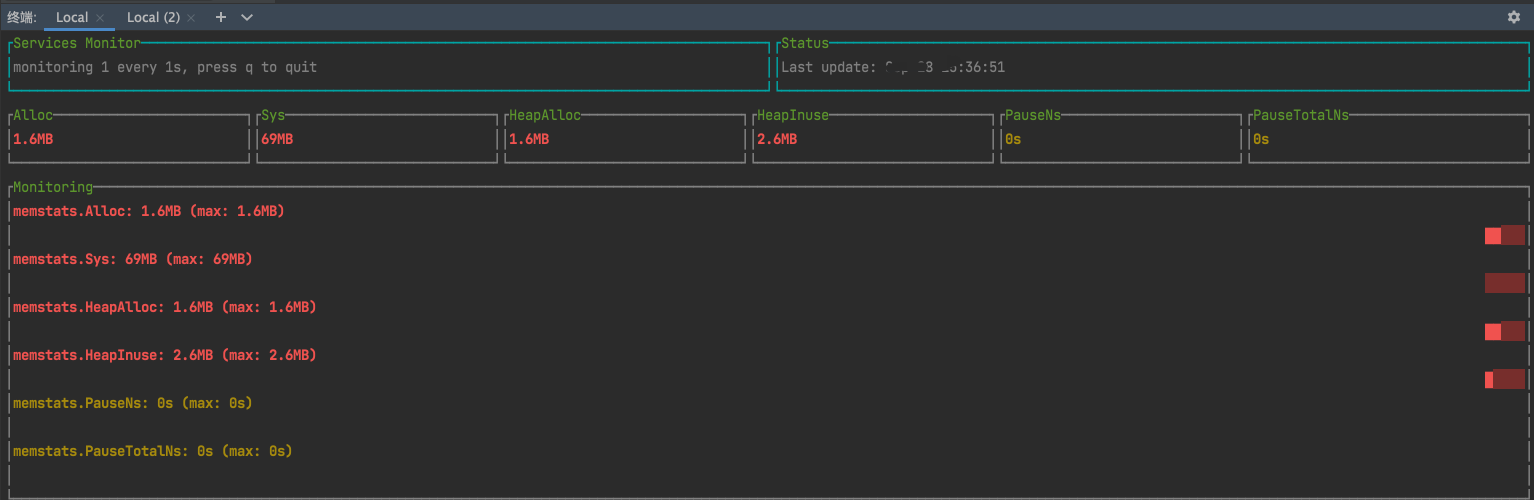 终端: Local × Local (2) × +
Services Monitor Status
monitoring 1 every 1s, press q to quit Last update: :36:51
Alloc Sys HeapAlloc HeapInuse PauseNs PauseTotalNs
1.6MB 69MB 1.6MB 2.6MB 0s 0s
Monitoring
memstats.Alloc: 1.6MB (max: 1.6MB)
memstats.Sys: 69MB (max: 69MB)
memstats.HeapAlloc: 1.6MB (max: 1.6MB)
memstats.HeapInuse: 2.6MB (max: 2.6MB)
memstats.PauseNs: 0s (max: 0s)
memstats.PauseTotalNs: 0s (max: 0s)